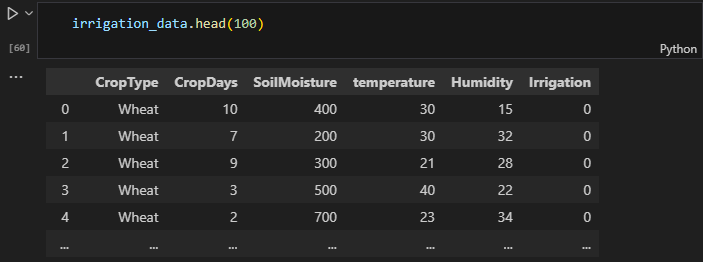 irrigation_data.head(100)
[60]
Python
...
CropType CropDays SoilMoisture temperature Humidity Irrigation
0 Wheat 10 400 30 15 0
1 Wheat 7 200 30 32 0
2 Wheat 9 300 21 28 0
3 Wheat 3 500 40 22 0
4 Wheat 2 700 23 34 0
... ... ... ... ... ... ...